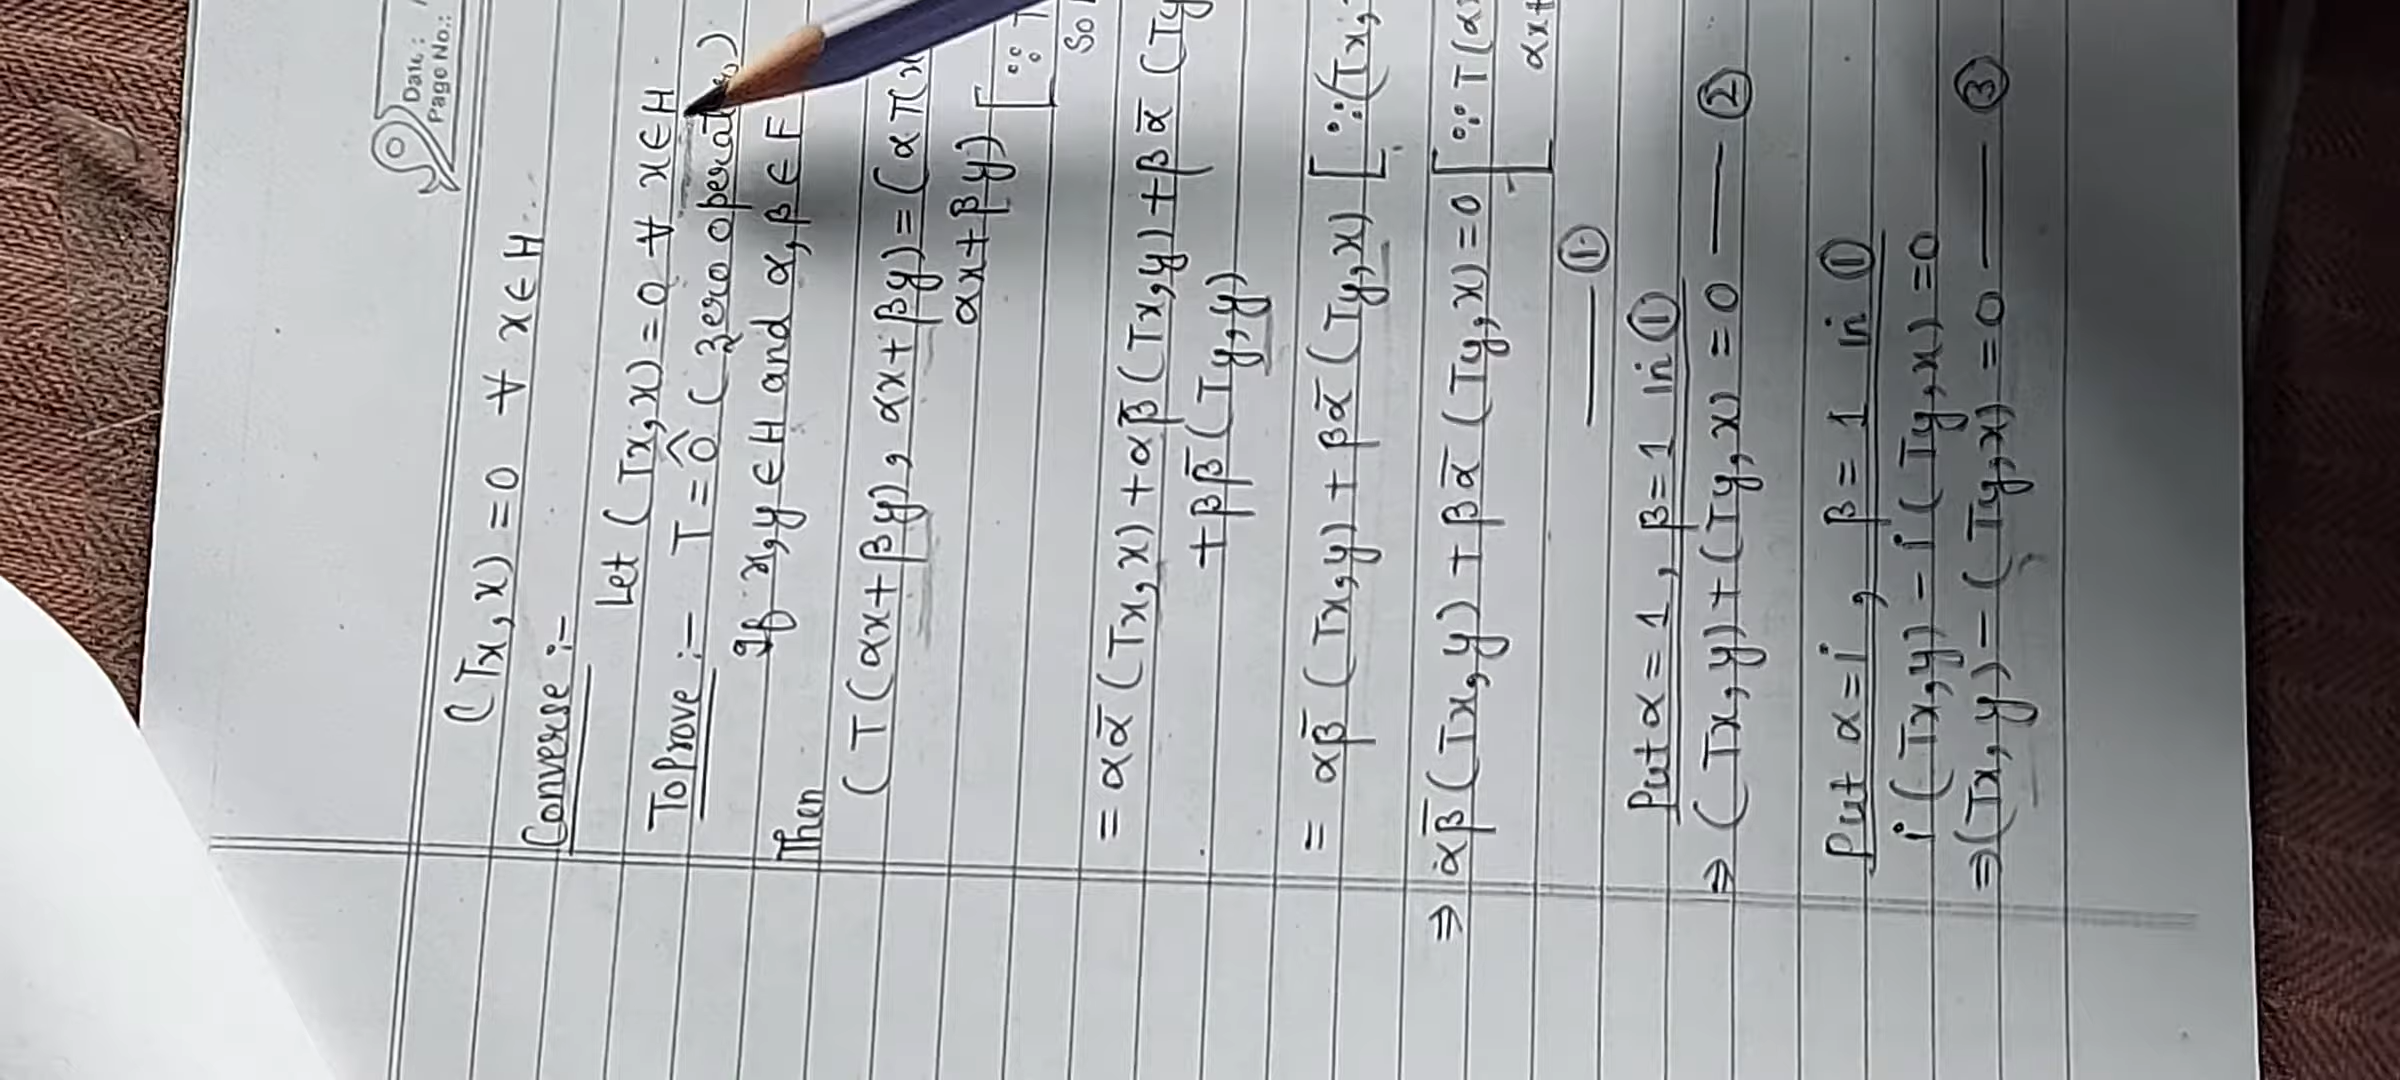 Date :
Page No.:
(Tx, x) = 0 ∀ x ∈ H
Converse :-
Let (Tx, x) = 0 ∀ x ∈ H
To Prove :- T = Ô (zero operator)
If x, y ∈ H and α, β ∈ F
Then
(T(αx + βy), αx + βy) = (α T(x
αx + βy) [∵ T
so
= αᾱ (Tx, x) + αβ̄ (Tx, y) + βᾱ (Ty
+ ββ̄ (Ty, y)
= αβ̄ (Tx, y) + βᾱ (Ty, x) [∵ (Tx,
⇒ αβ̄ (Tx, y) + βᾱ (Ty, x) = 0 [∵ T(α
αx +
— ①
Put α = 1, β = 1 in ①
⇒ (Tx, y) + (Ty, x) = 0 — ②
Put α = i, β = 1 in ①
i (Tx, y) - i (Ty, x) = 0
⇒ (Tx, y) - (Ty, x) = 0 — ③